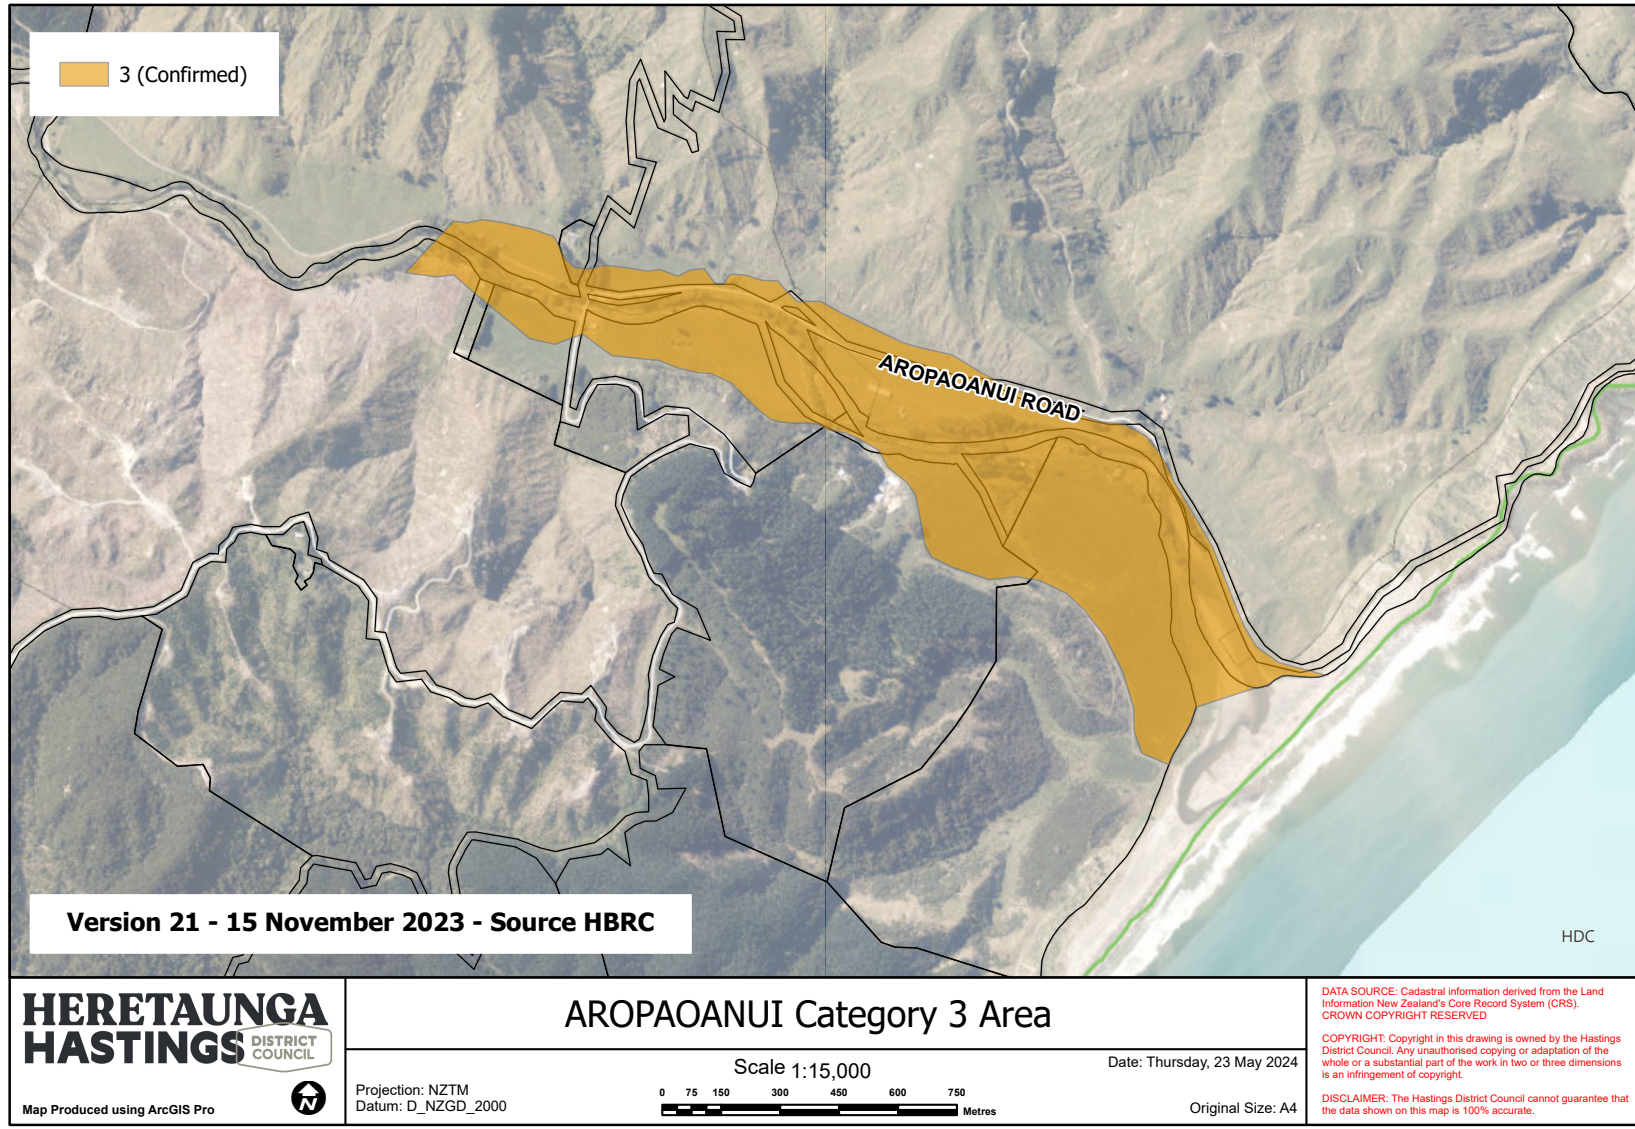 3 (Confirmed)
AROPAOANUI ROAD
Version 21 - 15 November 2023 - Source HBRC
HDC
HERETAUNGA
HASTINGS
DISTRICT
COUNCIL
N
Map Produced using ArcGIS Pro
AROPAOANUI Category 3 Area
Projection: NZTM
Datum: D_NZGD_2000
Scale 1:15,000
0 75 150 300 450 600 750
Metres
Date: Thursday, 23 May 2024
Original Size: A4
DATA SOURCE: Cadastral information derived from the Land
Information New Zealand's Core Record System (CRS).
CROWN COPYRIGHT RESERVED
COPYRIGHT: Copyright in this drawing is owned by the Hastings
District Council. Any unauthorised copying or adaptation of the
whole or a substantial part of the work in two or three dimensions
is an infringement of copyright.
DISCLAIMER: The Hastings District Council cannot guarantee that
the data shown on this map is 100% accurate.